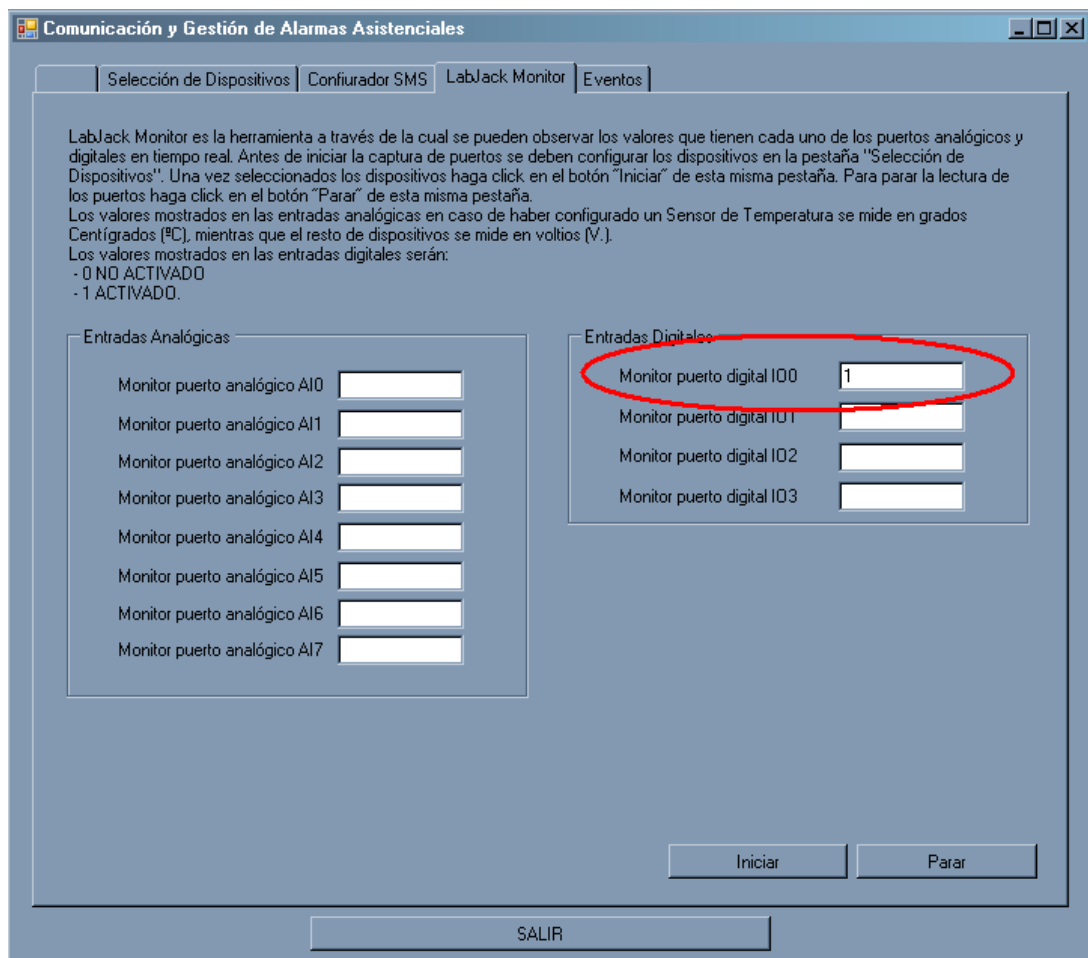 Comunicación y Gestión de Alarmas Asistenciales
Selección de Dispositivos
Confiurador SMS
LabJack Monitor
Eventos
LabJack Monitor es la herramienta a través de la cual se pueden observar los valores que tienen cada uno de los puertos analógicos y
digitales en tiempo real. Antes de iniciar la captura de puertos se deben configurar los dispositivos en la pestaña "Selección de
Dispositivos". Una vez seleccionados los dispositivos haga click en el botón ˝Iniciar˝ de esta misma pestaña. Para parar la lectura de
los puertos haga click en el botón ˝Parar˝ de esta misma pestaña.
Los valores mostrados en las entradas analógicas en caso de haber configurado un Sensor de Temperatura se mide en grados
Centígrados (ºC), mientras que el resto de dispositivos se mide en voltios (V.).
Los valores mostrados en las entradas digitales serán:
- 0 NO ACTIVADO
- 1 ACTIVADO.
Entradas Analógicas
Monitor puerto analógico AI0
Monitor puerto analógico AI1
Monitor puerto analógico AI2
Monitor puerto analógico AI3
Monitor puerto analógico AI4
Monitor puerto analógico AI5
Monitor puerto analógico AI6
Monitor puerto analógico AI7
Entradas Digitales
Monitor puerto digital IO0 1
Monitor puerto digital IO1
Monitor puerto digital IO2
Monitor puerto digital IO3
Iniciar
Parar
SALIR